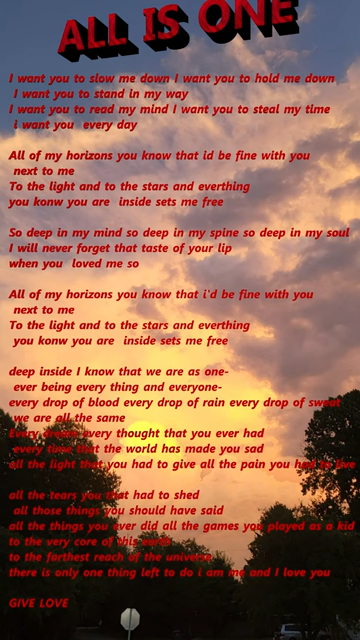 ALL IS ONE
I want you to slow me down I want you to hold me down
I want you to stand in my way
I want you to read my mind I want you to steal my time
i want you every day
All of my horizons you know that id be fine with you
next to me
To the light and to the stars and everting
you konw you are inside sets me free
So deep in my mind so deep in my spine so deep in my soul
I will never forget that taste of your lip
when you loved me so
All of my horizons you know that i'd be fine with you
next to me
To the light and to the stars and everting
you konw you are inside sets me free
deep inside I know that we are as one-
ever being every thing and everyone-
every drop of blood every drop of rain every drop of sweat
we are all the same
Every dream every thought that you ever had
every time that the world has made you sad
all the light that you had to give all the pain you had to live
all the tears you that had to shed
all those things you should have said
all the things you ever did all the games you played as a kid
to the very core of this earth
to the farthest reach of the universe
there is only one thing left to do i am me and I love you
GIVE LOVE